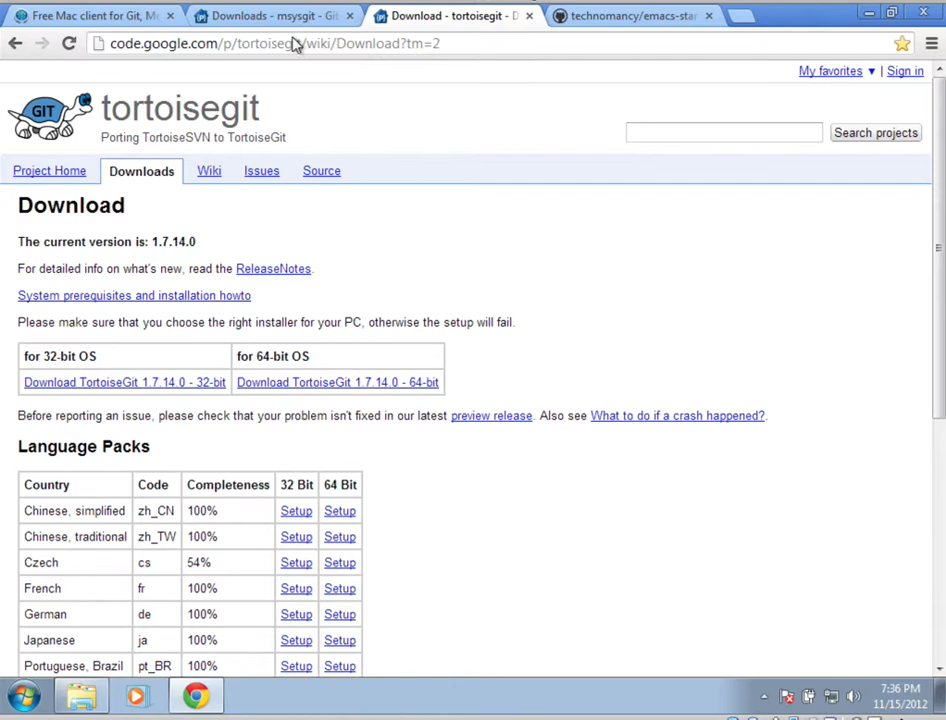 Free Mac client for Git, Me
Downloads - msysgit - Git
Download - tortoisegit - D
technomancy/emacs-star
code.google.com/p/tortoisegit/wiki/Download?tm=2
My favorites ▼ | Sign in
GIT
tortoisegit
Porting TortoiseSVN to TortoiseGit
Search projects
Project Home Downloads Wiki Issues Source
Download
The current version is: 1.7.14.0
For detailed info on what's new, read the ReleaseNotes.
System prerequisites and installation howto
Please make sure that you choose the right installer for your PC, otherwise the setup will fail.
for 32-bit OS for 64-bit OS
Download TortoiseGit 1.7.14.0 - 32-bit Download TortoiseGit 1.7.14.0 - 64-bit
Before reporting an issue, please check that your problem isn't fixed in our latest preview release. Also see What to do if a crash happened?.
Language Packs
Country Code Completeness 32 Bit 64 Bit
Chinese, simplified zh_CN 100% Setup Setup
Chinese, traditional zh_TW 100% Setup Setup
Czech cs 54% Setup Setup
French fr 100% Setup Setup
German de 100% Setup Setup
Japanese ja 100% Setup Setup
Portuguese, Brazil pt_BR 100% Setup Setup
7:36 PM
11/15/2012